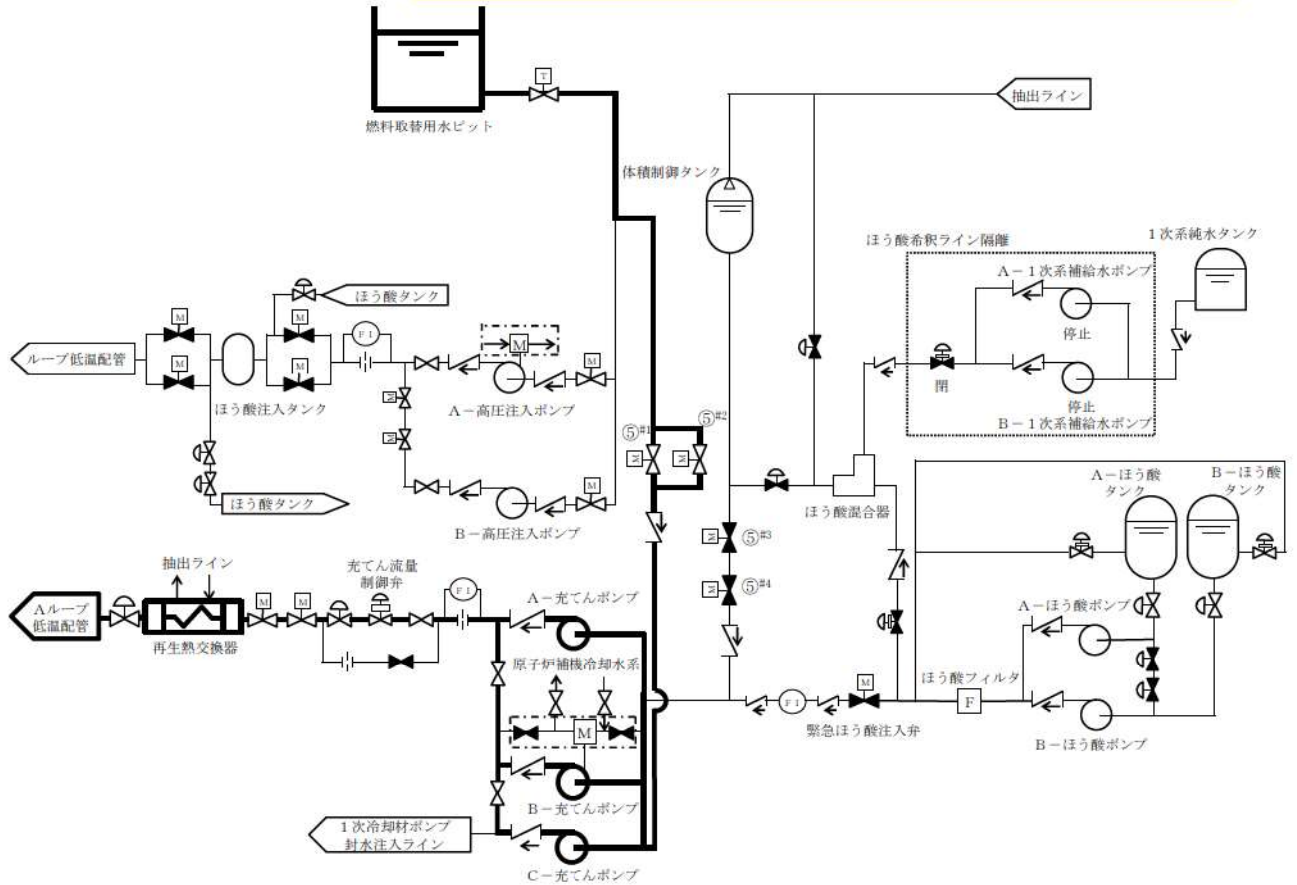 T
燃料取替用水ピット
抽出ライン
体積制御タンク
ほう酸希釈ライン隔離
1次系純水タンク
A-1次系補給水ポンプ
停止
閉
停止
B-1次系補給水ポンプ
ほう酸タンク
M
M
FI
M
M
ループ低温配管
M
M
ほう酸注入タンク
A-高圧注入ポンプ
M
M
M
ほう酸タンク
B-高圧注入ポンプ
⑤#1
⑤#2
M
M
ほう酸混合器
A-ほう酸
タンク
B-ほう酸
タンク
M
⑤#3
M
⑤#4
抽出ライン
充てん流量
制御弁
FI
A-充てんポンプ
Aループ
低温配管
M
M
再生熱交換器
原子炉補機冷却水系
A-ほう酸ポンプ
ほう酸フィルタ
FI
M
F
緊急ほう酸注入弁
B-ほう酸ポンプ
M
B-充てんポンプ
1次冷却材ポンプ
封水注入ライン
C-充てんポンプ